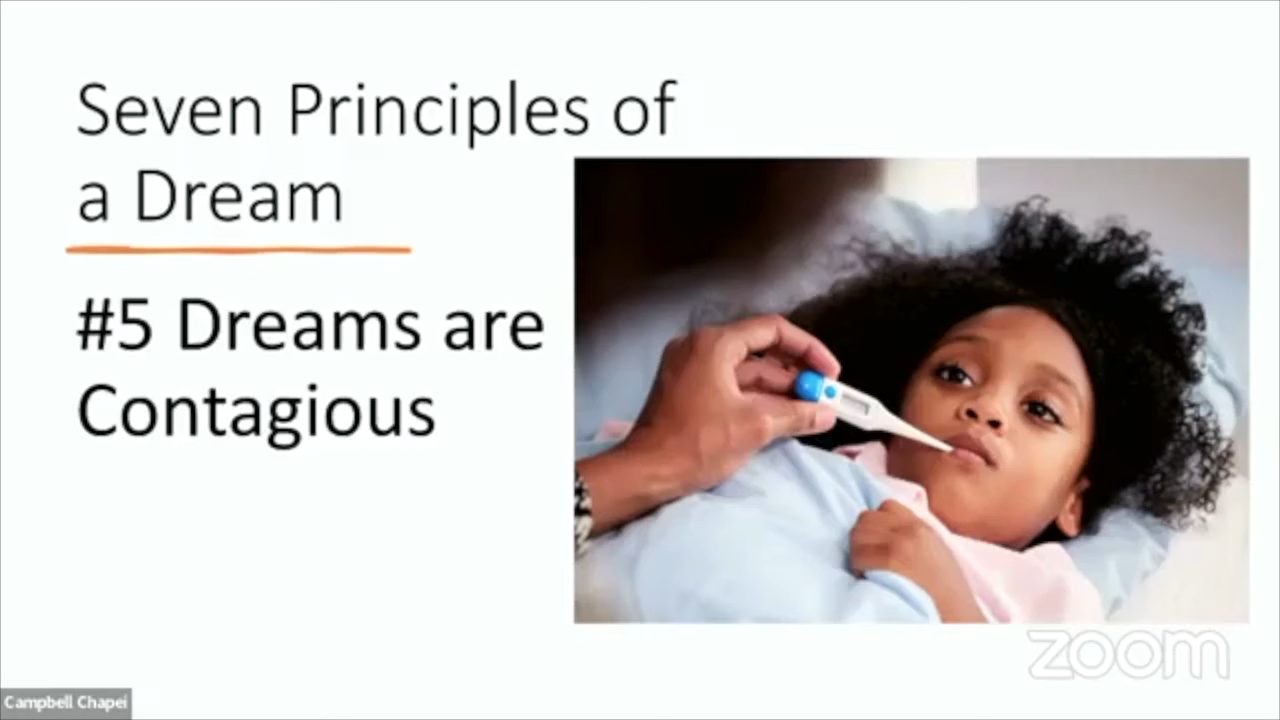 Seven Principles of
a Dream
#5 Dreams are
Contagious
zoom
Campbell Chapel